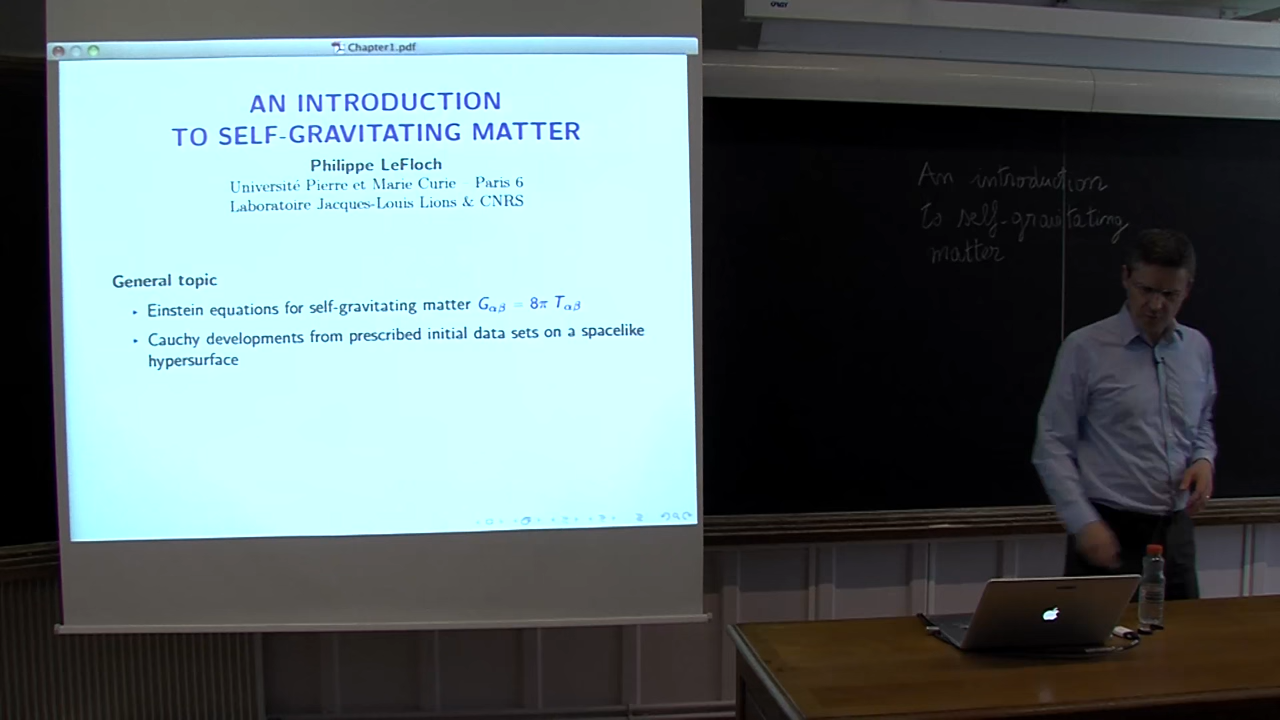 Chapter1.pdf
AN INTRODUCTION
TO SELF-GRAVITATING MATTER
Philippe LeFloch
Université Pierre et Marie Curie – Paris 6
Laboratoire Jacques-Louis Lions & CNRS
General topic
Einstein equations for self-gravitating matter Gαβ = 8π Tαβ
Cauchy developments from prescribed initial data sets on a spacelike
hypersurface
An introduction
to self-gravitating
matter